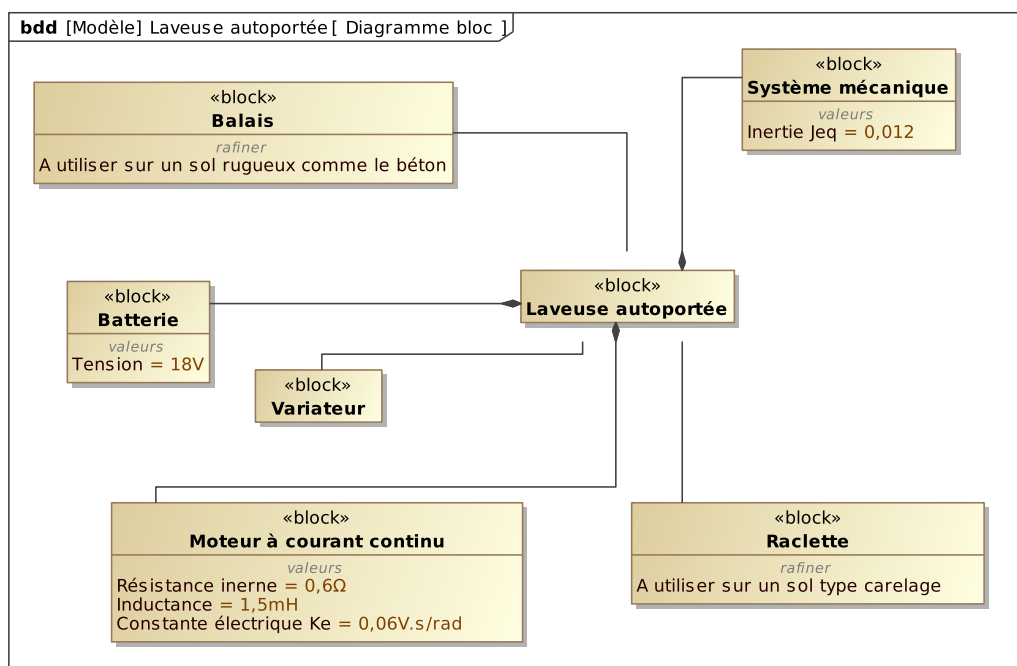 bdd [Modèle] Laveuse autoportée[ Diagramme bloc ]
«block»
Système mécanique
valeurs
Inertie Jeq = 0,012
«block»
Balais
rafiner
A utiliser sur un sol rugueux comme le béton
«block»
Laveuse autoportée
«block»
Batterie
valeurs
Tension = 18V
«block»
Variateur
«block»
Moteur à courant continu
valeurs
Résistance inerne = 0,6Ω
Inductance = 1,5mH
Constante électrique Ke = 0,06V.s/rad
«block»
Raclette
rafiner
A utiliser sur un sol type carelage